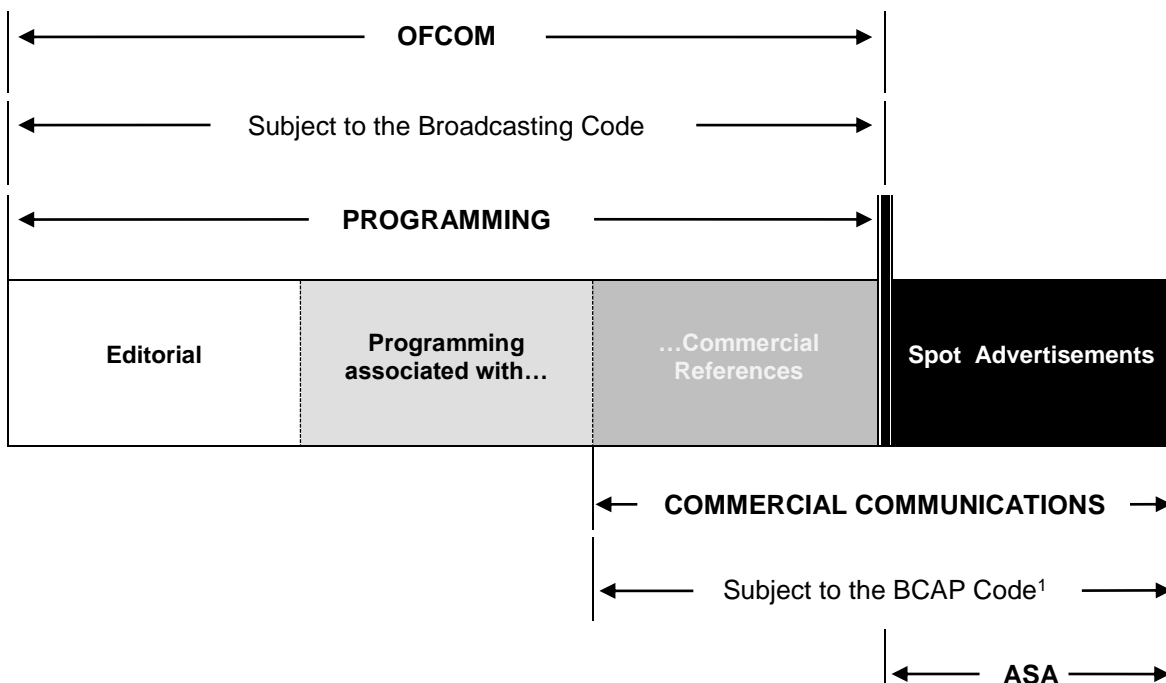 OFCOM
Subject to the Broadcasting Code
PROGRAMMING
Editorial
Programming
associated with…
…Commercial
References
Spot Advertisements
COMMERCIAL COMMUNICATIONS
Subject to the BCAP Code¹
ASA